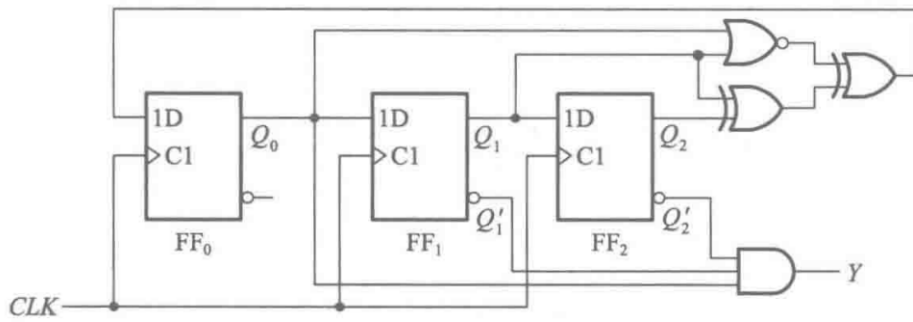 1D
C1
Q₀
FF₀
1D
C1
Q₁
Q₁′
FF₁
1D
C1
Q₂
Q₂′
FF₂
Y
CLK